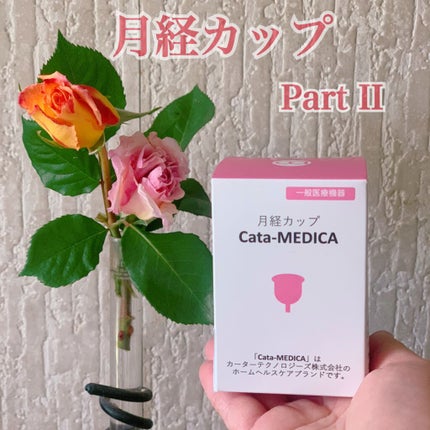 月経カップ
Part II
一般医療機器
月経カップ
Cata-MEDICA
「Cata-MEDICA」は
カーターテクノロジーズ株式会社の
ホームヘルスケアブランドです。